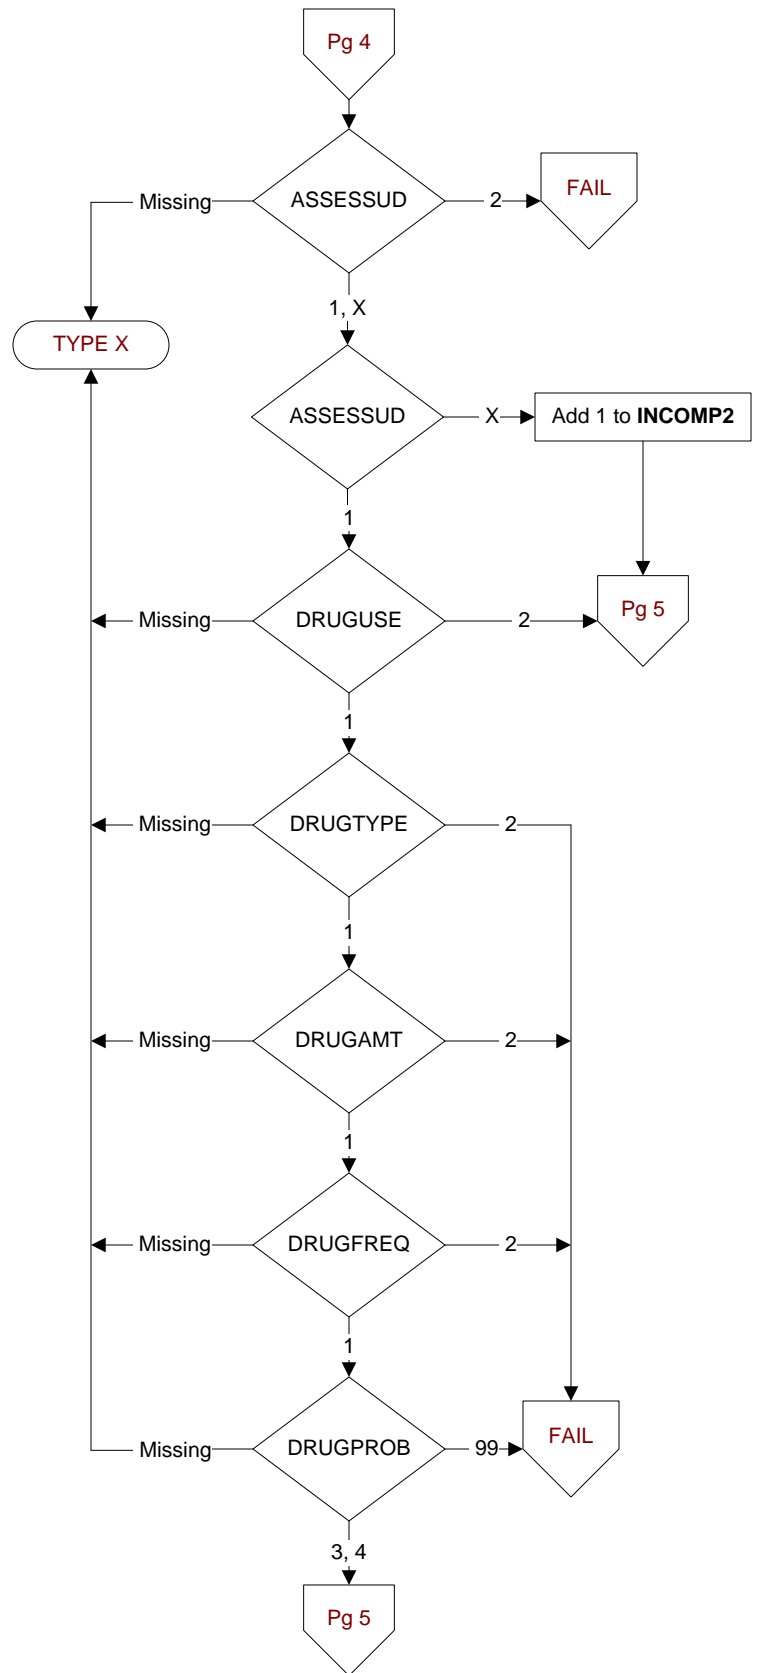 Pg 4
Missing
ASSESSUD
2
FAIL
1, X
TYPE X
ASSESSUD
X
Add 1 to INCOMP2
1
Missing
DRUGUSE
2
Pg 5
1
Missing
DRUGTYPE
2
1
Missing
DRUGAMT
2
1
Missing
DRUGFREQ
2
1
Missing
DRUGPROB
99
FAIL
3, 4
Pg 5